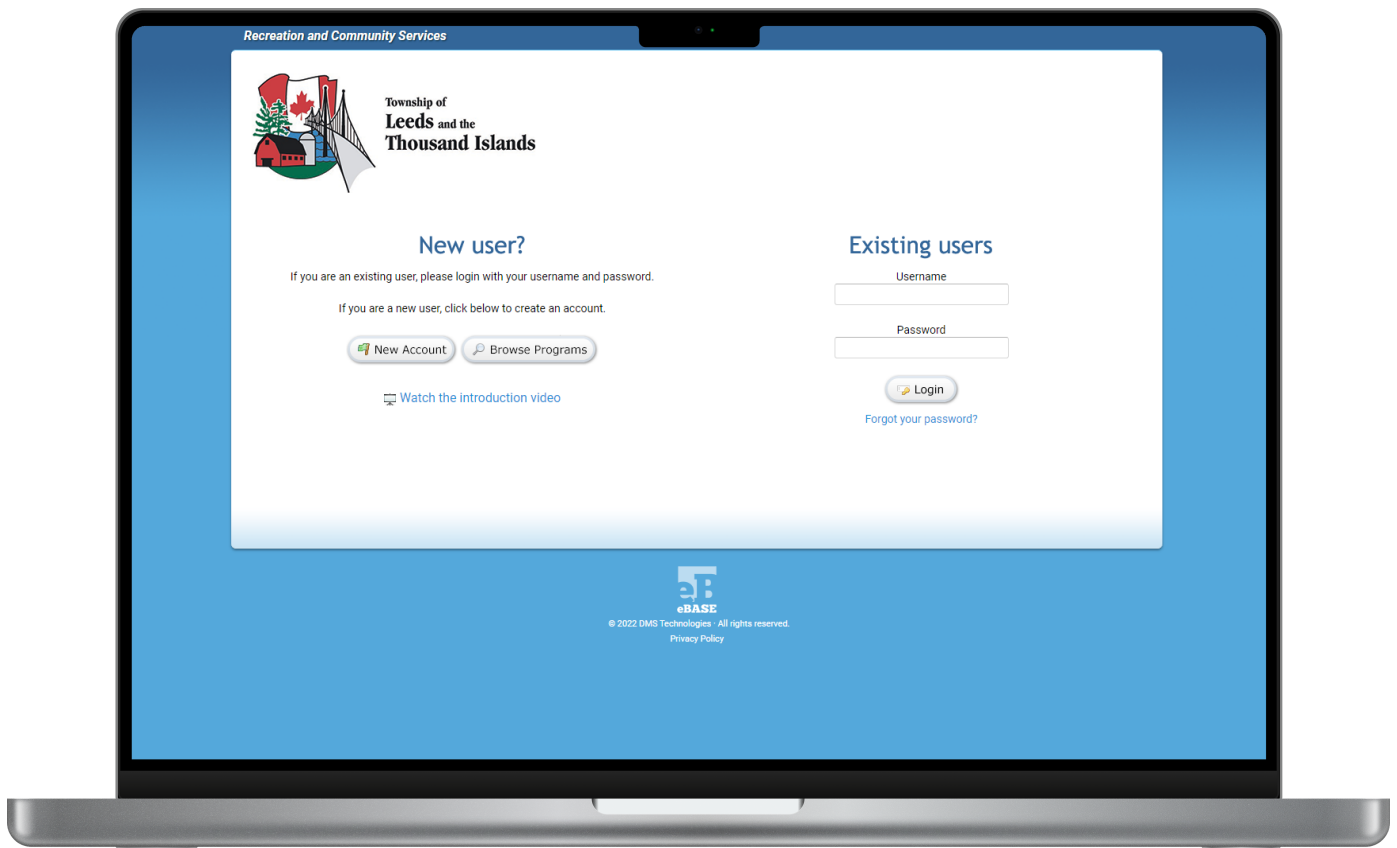 Recreation and Community Services
Township of
Leeds and the
Thousand Islands
New user?
If you are an existing user, please login with your username and password.
If you are a new user, click below to create an account.
New Account
Browse Programs
Watch the introduction video
Existing users
Username
Password
Login
Forgot your password?
eB
eBASE
© 2022 DMS Technologies · All rights reserved.
Privacy Policy